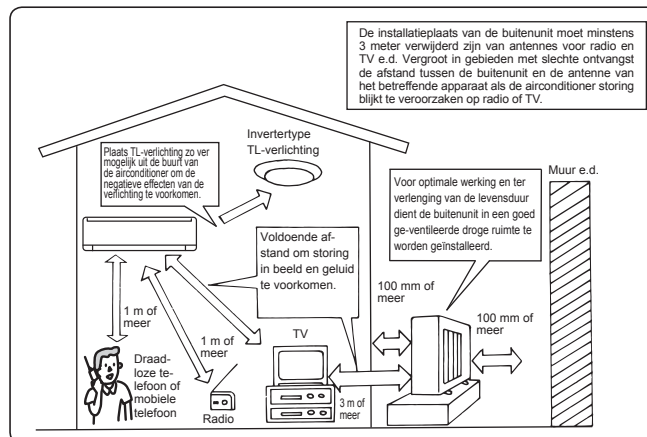 De installatieplaats van de buitenunit moet minstens
3 meter verwijderd zijn van antennes voor radio en
TV e.d. Vergroot in gebieden met slechte ontvangst
de afstand tussen de buitenunit en de antenne van
het betreffende apparaat als de airconditioner storing
blijkt te veroorzaken op radio of TV.
Invertertype
TL-verlichting
Plaats TL-verlichting zo ver
mogelijk uit de buurt van
de airconditioner om de
negatieve effecten van de
verlichting te voorkomen.
Muur e.d.
Voor optimale werking en ter
verlenging van de levensduur
dient de buitenunit in een goed
ge-ventileerde droge ruimte te
worden geïnstalleerd.
Voldoende af-
stand om storing
in beeld en geluid
te voorkomen.
100 mm of
meer
100 mm of
meer
1 m of
meer
1 m of
meer
TV
Draad-
loze te-
lefoon of
mobiele
telefoon
Radio
3 m of
meer